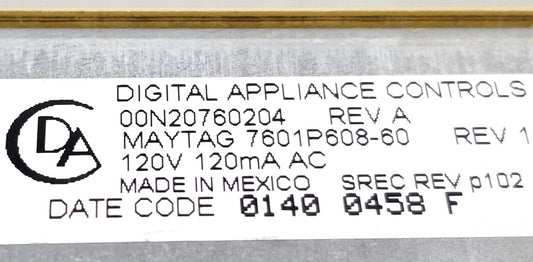 DIGITAL APPLIANCE CONTROLS
DA
00N20760204 REV A
MAYTAG 7601P608-60 REV 1
120V 120mA AC
MADE IN MEXICO SREC REV p102
DATE CODE 0140 0458 F